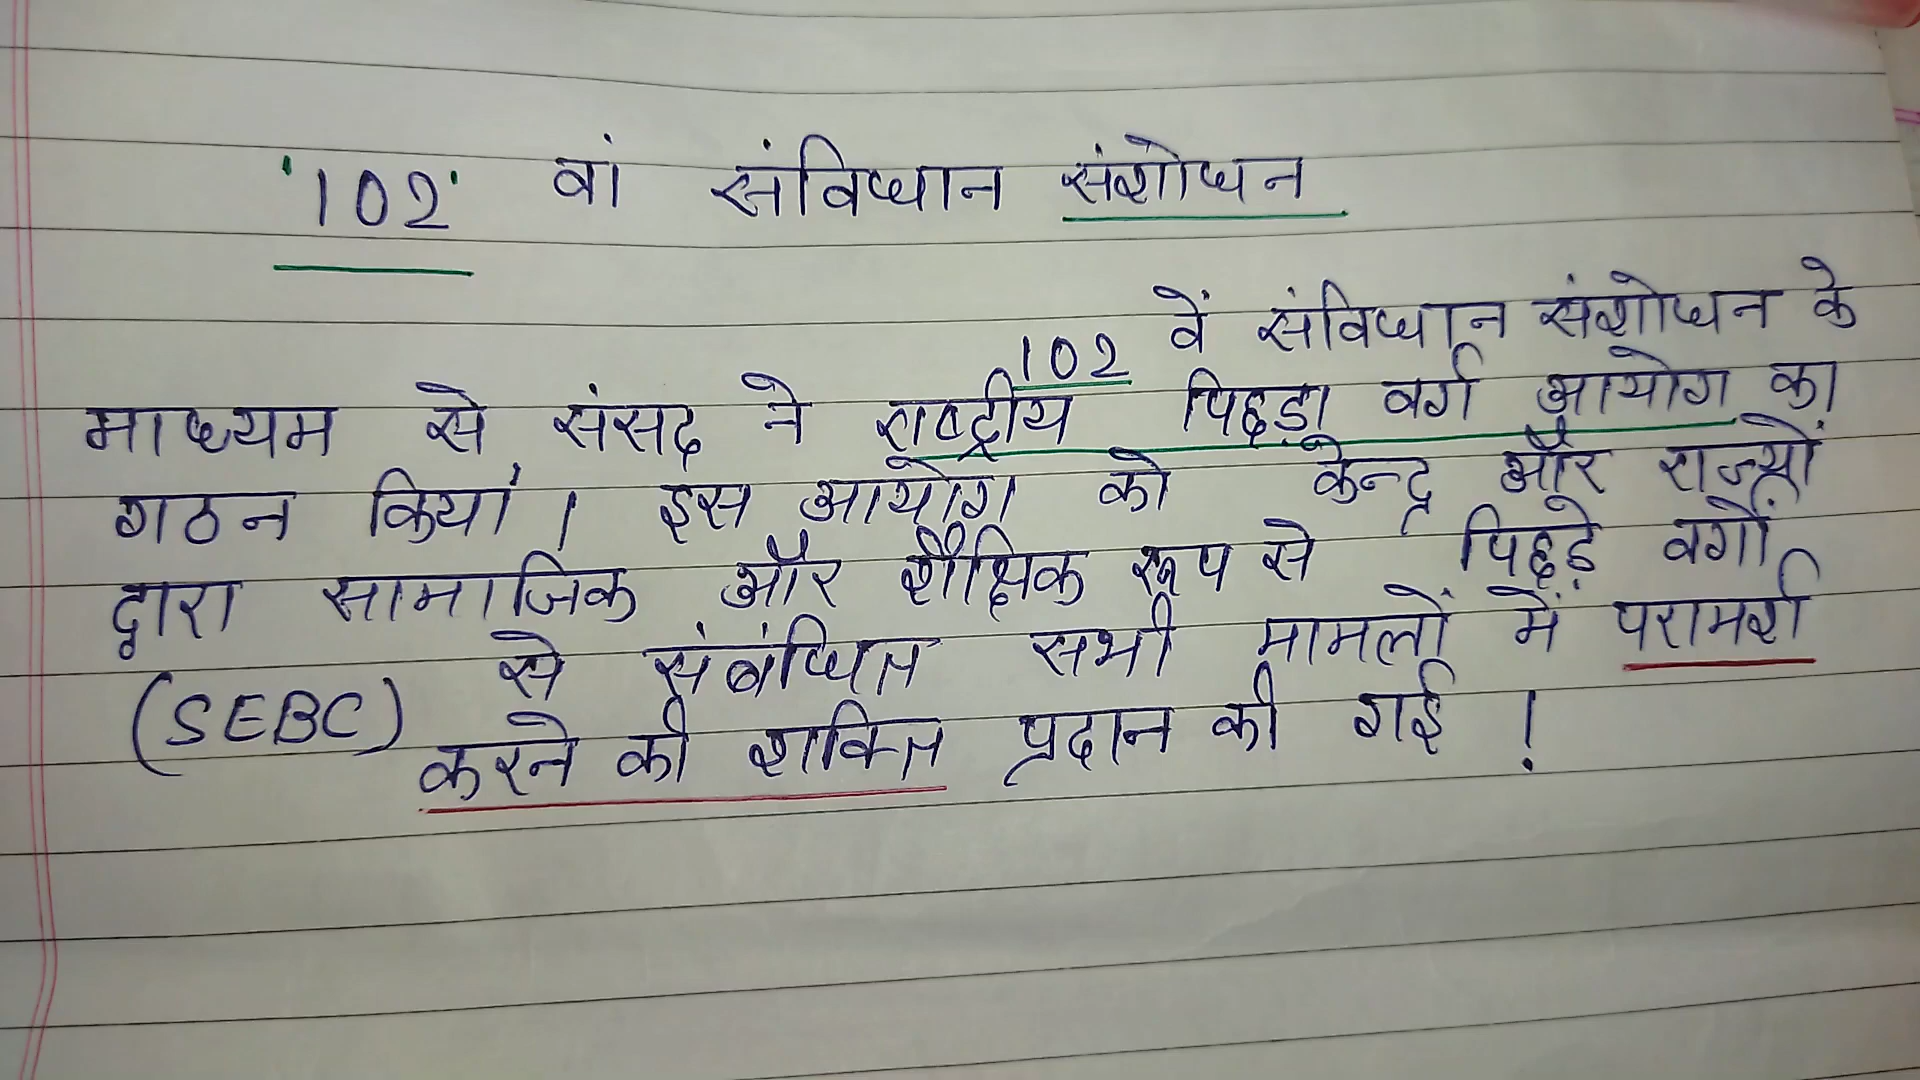 '102' वां संविधान संशोधन
102 वें संविधान संशोधन के
माध्यम से संसद ने राष्ट्रीय पिछड़ा वर्ग आयोग का
गठन किया। इस आयोग को केन्द्र और राज्यों
द्वारा सामाजिक और शैक्षिक रूप से पिछड़े वर्गों
(SEBC) से संबंधित सभी मामलों में परामर्श
करने की शक्ति प्रदान की गई !